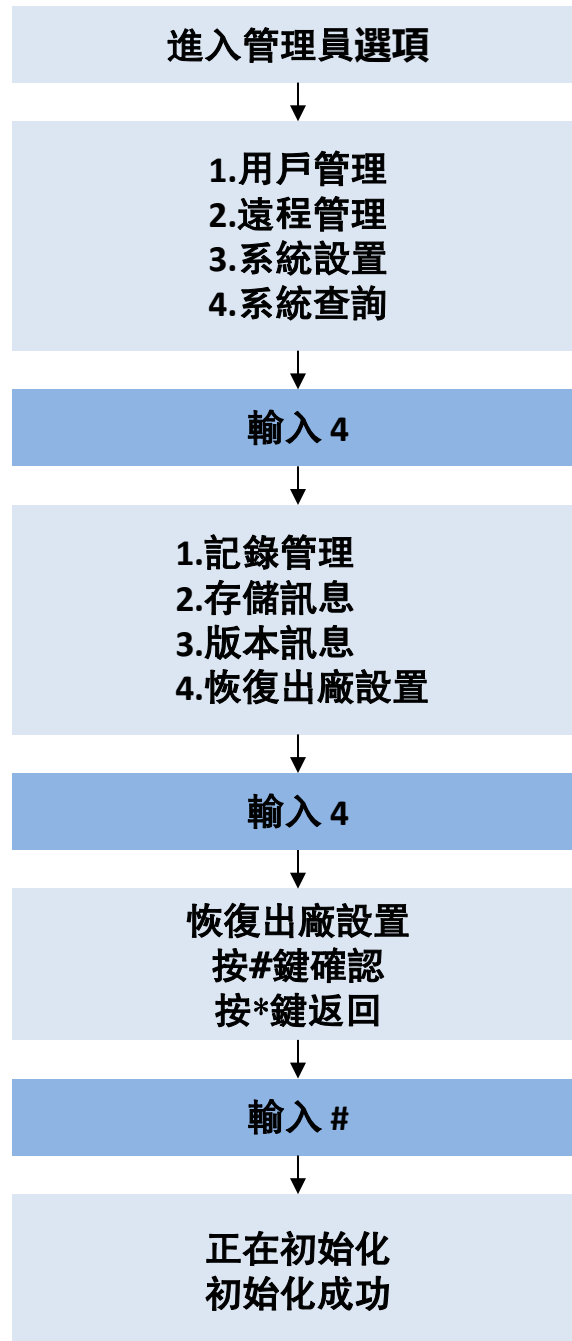 進入管理員選項
1.用戶管理
2.遠程管理
3.系統設置
4.系統查詢
輸入 4
1.記錄管理
2.存儲訊息
3.版本訊息
4.恢復出廠設置
輸入 4
恢復出廠設置
按#鍵確認
按*鍵返回
輸入 #
正在初始化
初始化成功